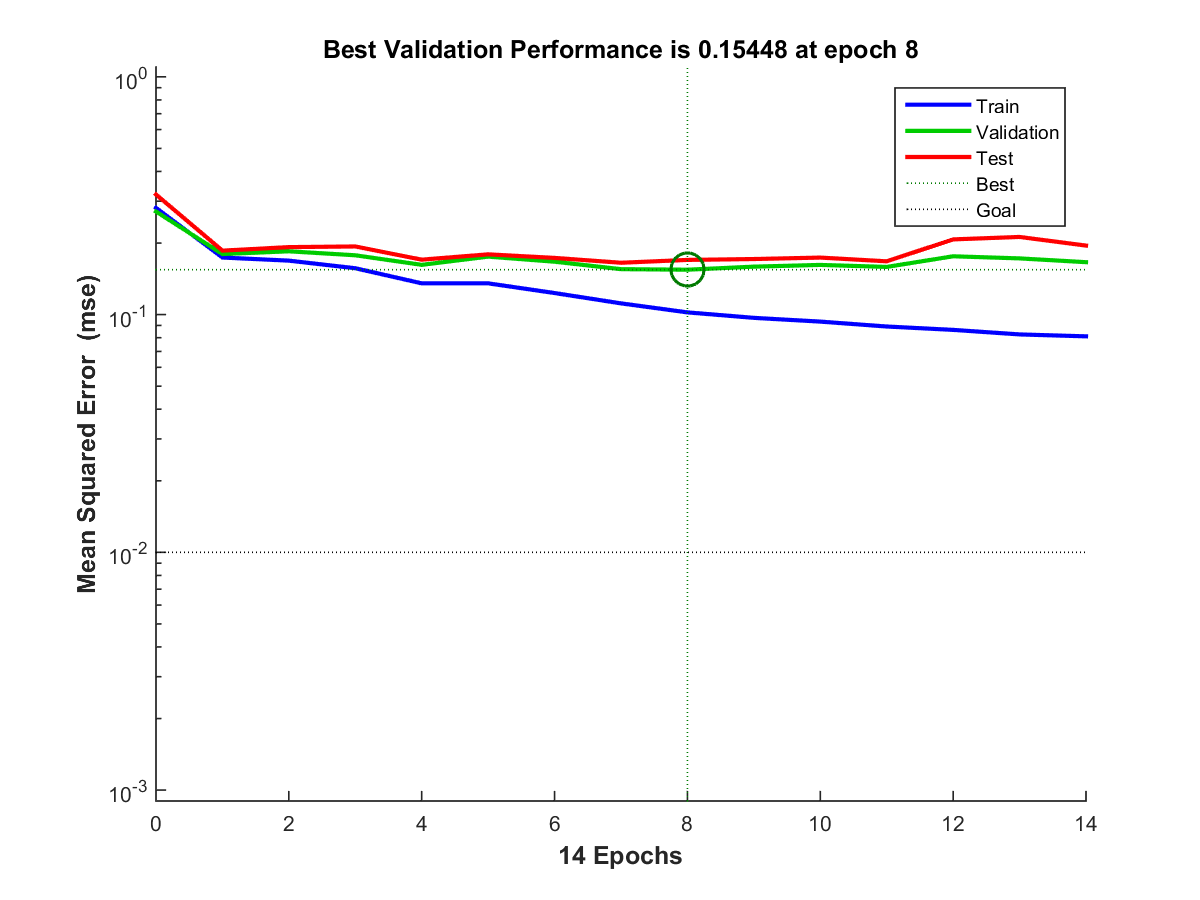 Best Validation Performance is 0.15448 at epoch 8
Train
Validation
Test
Best
Goal
Mean Squared Error (mse)
10^0
10^-1
10^-2
10^-3
0 2 4 6 8 10 12 14
14 Epochs